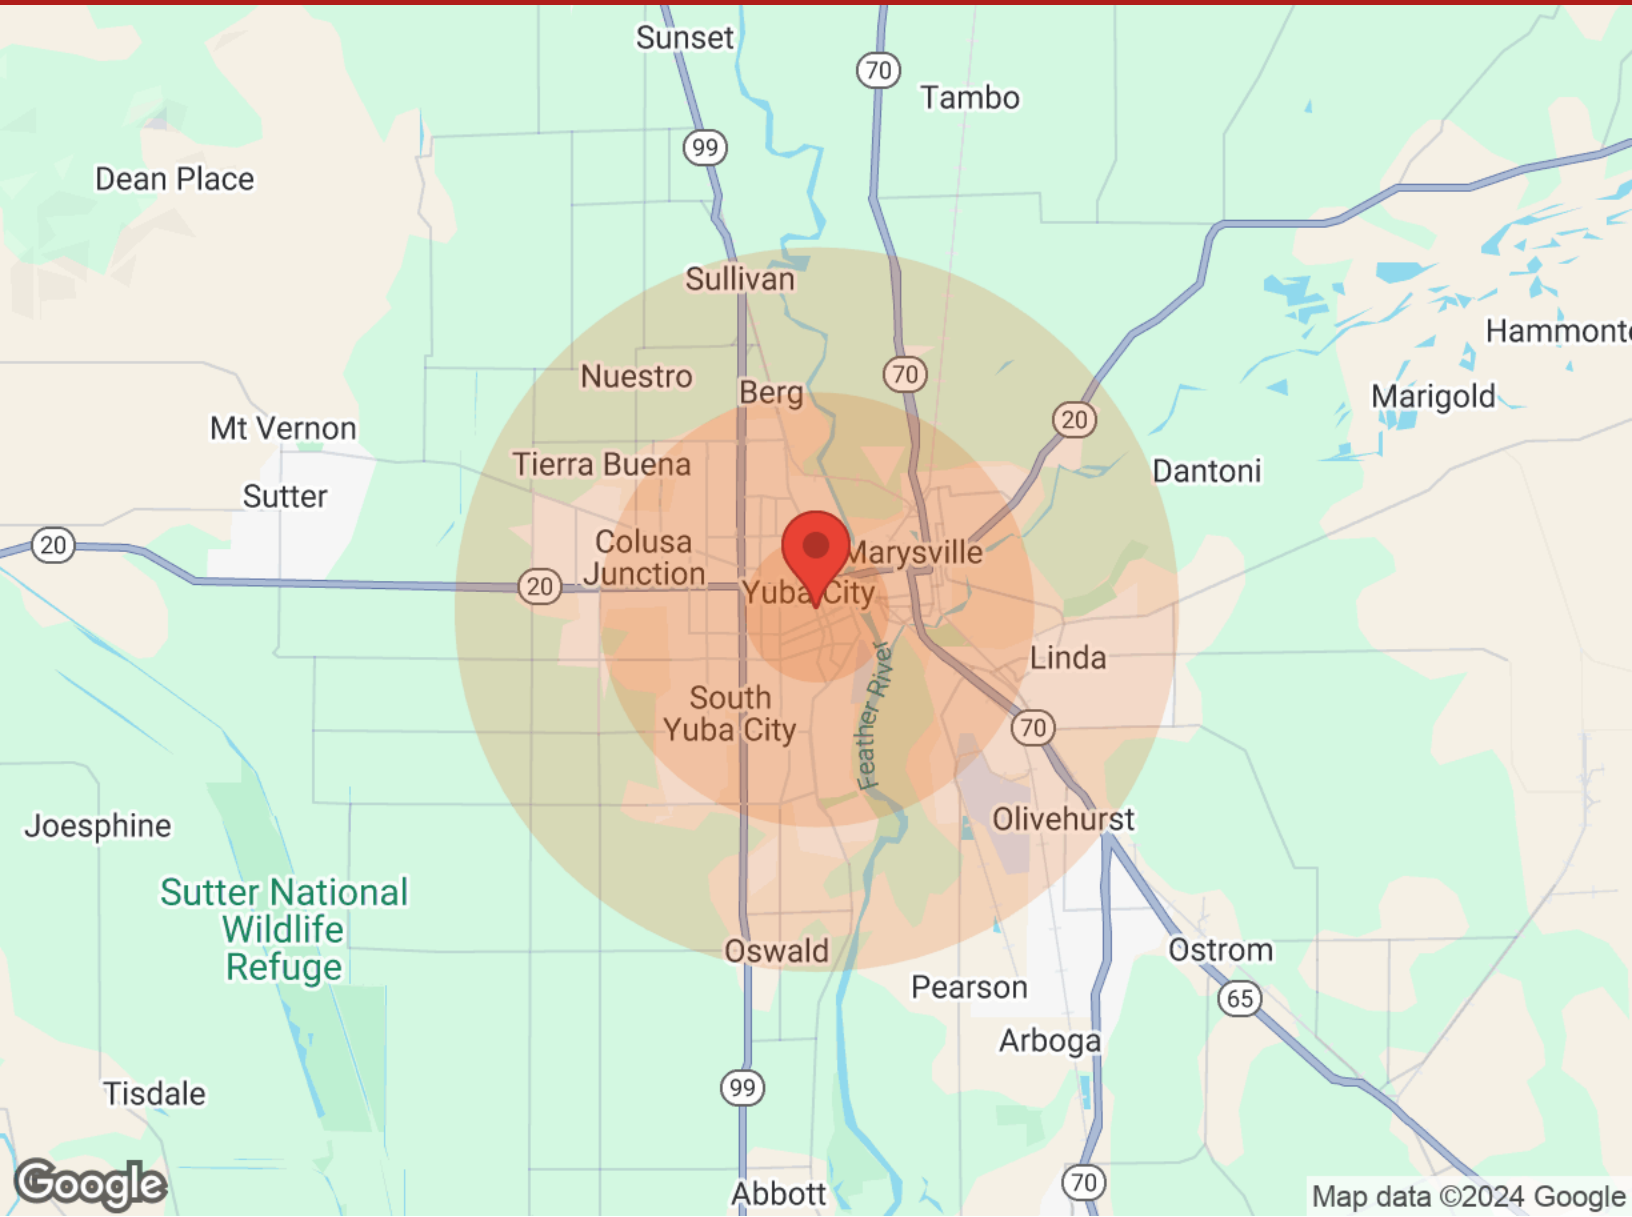 Sunset
70
Tambo
99
Dean Place
Sullivan
Hammont
Nuestro
70
Berg
Marigold
20
Mt Vernon
Tierra Buena
Dantoni
Sutter
20
Colusa
Junction
Marysville
20
Yuba City
Linda
Feather River
South
Yuba City
70
Joesphine
Olivehurst
Sutter National
Wildlife
Refuge
Oswald
Ostrom
Pearson
65
Arboga
Tisdale
99
Google
Abbott
70
Map data ©2024 Google